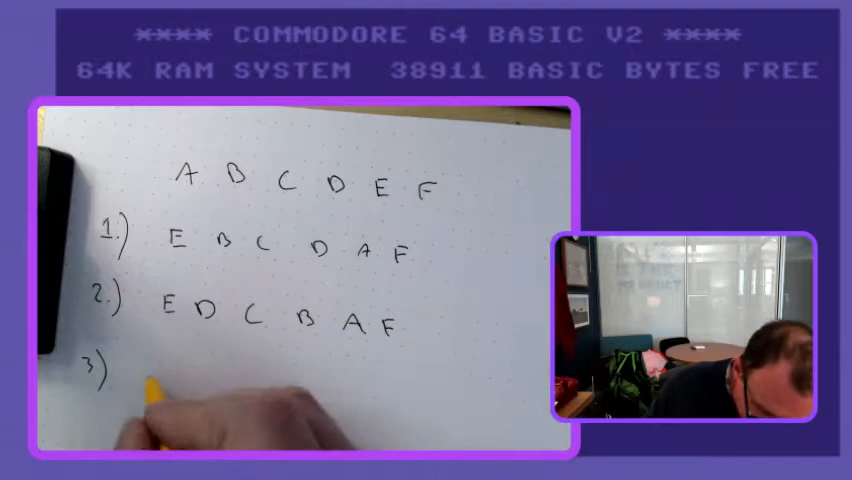 **** COMMODORE 64 BASIC V2 ****
64K RAM SYSTEM 38911 BASIC BYTES FREE
A B C D E F
1.) E B C D A F
2.) E D C B A F
3)